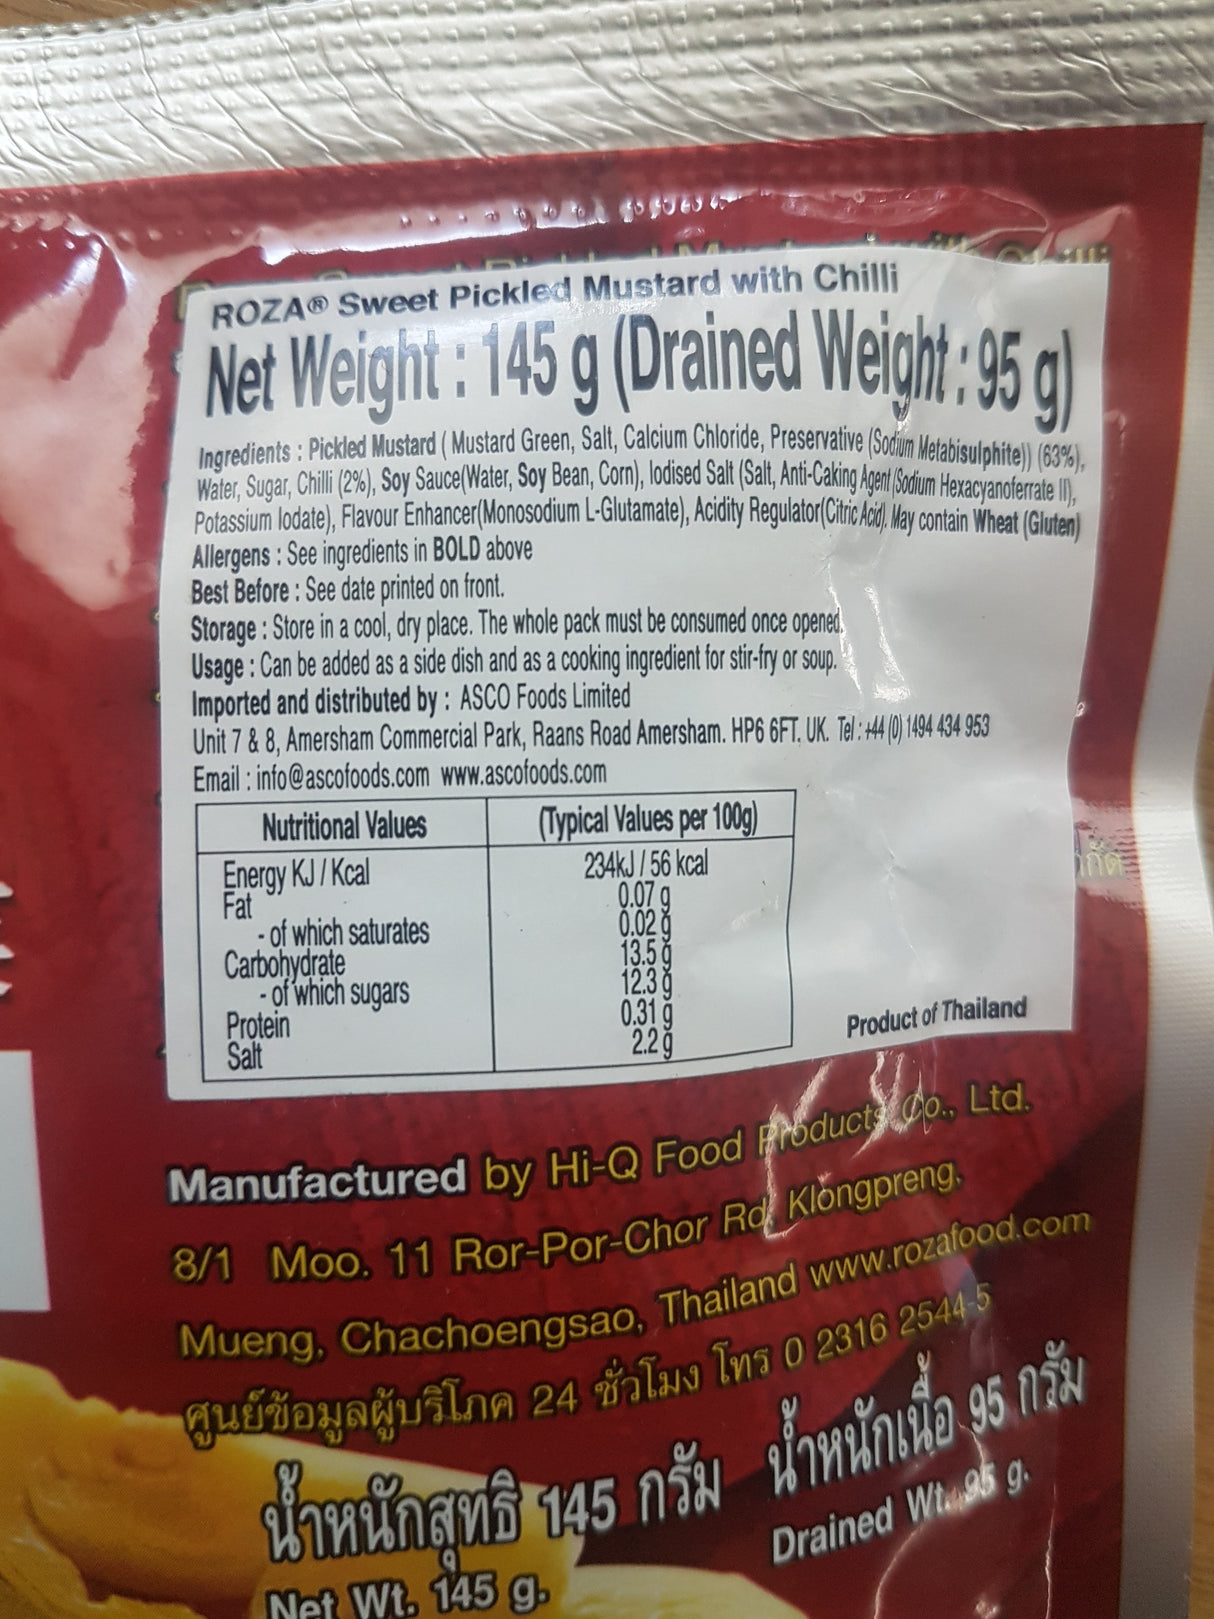 ROZA® Sweet Pickled Mustard with Chilli
Net Weight : 145 g (Drained Weight : 95 g)
Ingredients : Pickled Mustard ( Mustard Green, Salt, Calcium Chloride, Preservative (Sodium Metabisulphite)) (63%),
Water, Sugar, Chilli (2%), Soy Sauce(Water, Soy Bean, Corn), Iodised Salt (Salt, Anti-Caking Agent (Sodium Hexacyanoferrate II),
Potassium Iodate), Flavour Enhancer(Monosodium L-Glutamate), Acidity Regulator(Citric Acid). May contain Wheat (Gluten)
Allergens : See ingredients in BOLD above
Best Before : See date printed on front.
Storage : Store in a cool, dry place. The whole pack must be consumed once opened.
Usage : Can be added as a side dish and as a cooking ingredient for stir-fry or soup.
Imported and distributed by : ASCO Foods Limited
Unit 7 & 8, Amersham Commercial Park, Raans Road Amersham. HP6 6FT, UK. Tel : +44 (0) 1494 434 953
Email : info@ascofoods.com www.ascofoods.com
Nutritional Values (Typical Values per 100g)
Energy KJ / Kcal 234kJ / 56 kcal
Fat 0.07 g
- of which saturates 0.02 g
Carbohydrate 13.5 g
- of which sugars 12.3 g
Protein 0.31 g
Salt 2.2 g
Product of Thailand
Manufactured by Hi-Q Food Products Co., Ltd.
8/1 Moo. 11 Ror-Por-Chor Rd, Klongpreng,
Mueng, Chachoengsao, Thailand www.rozafood.com
ศูนย์ข้อมูลผู้บริโภค 24 ชั่วโมง โทร 0 2316 2544-5
น้ำหนักสุทธิ 145 กรัม น้ำหนักเนื้อ 95 กรัม
Net Wt. 145 g. Drained Wt. 95 g.